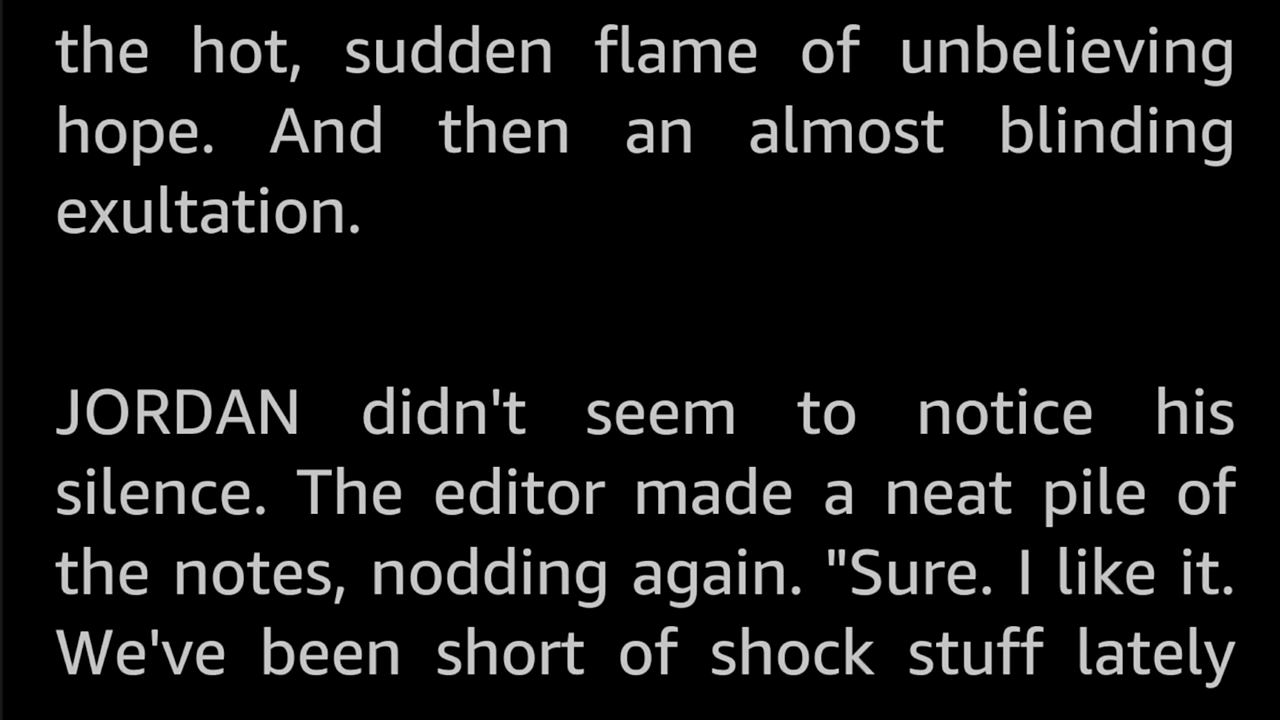 the hot, sudden flame of unbelieving
hope. And then an almost blinding
exultation.
JORDAN didn't seem to notice his
silence. The editor made a neat pile of
the notes, nodding again. "Sure. I like it.
We've been short of shock stuff lately